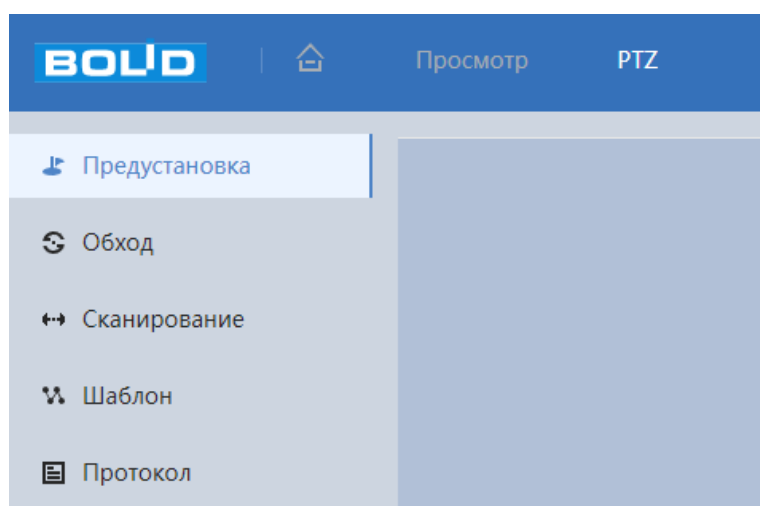 BOLID
Просмотр PTZ
Предустановка
Обход
Сканирование
Шаблон
Протокол